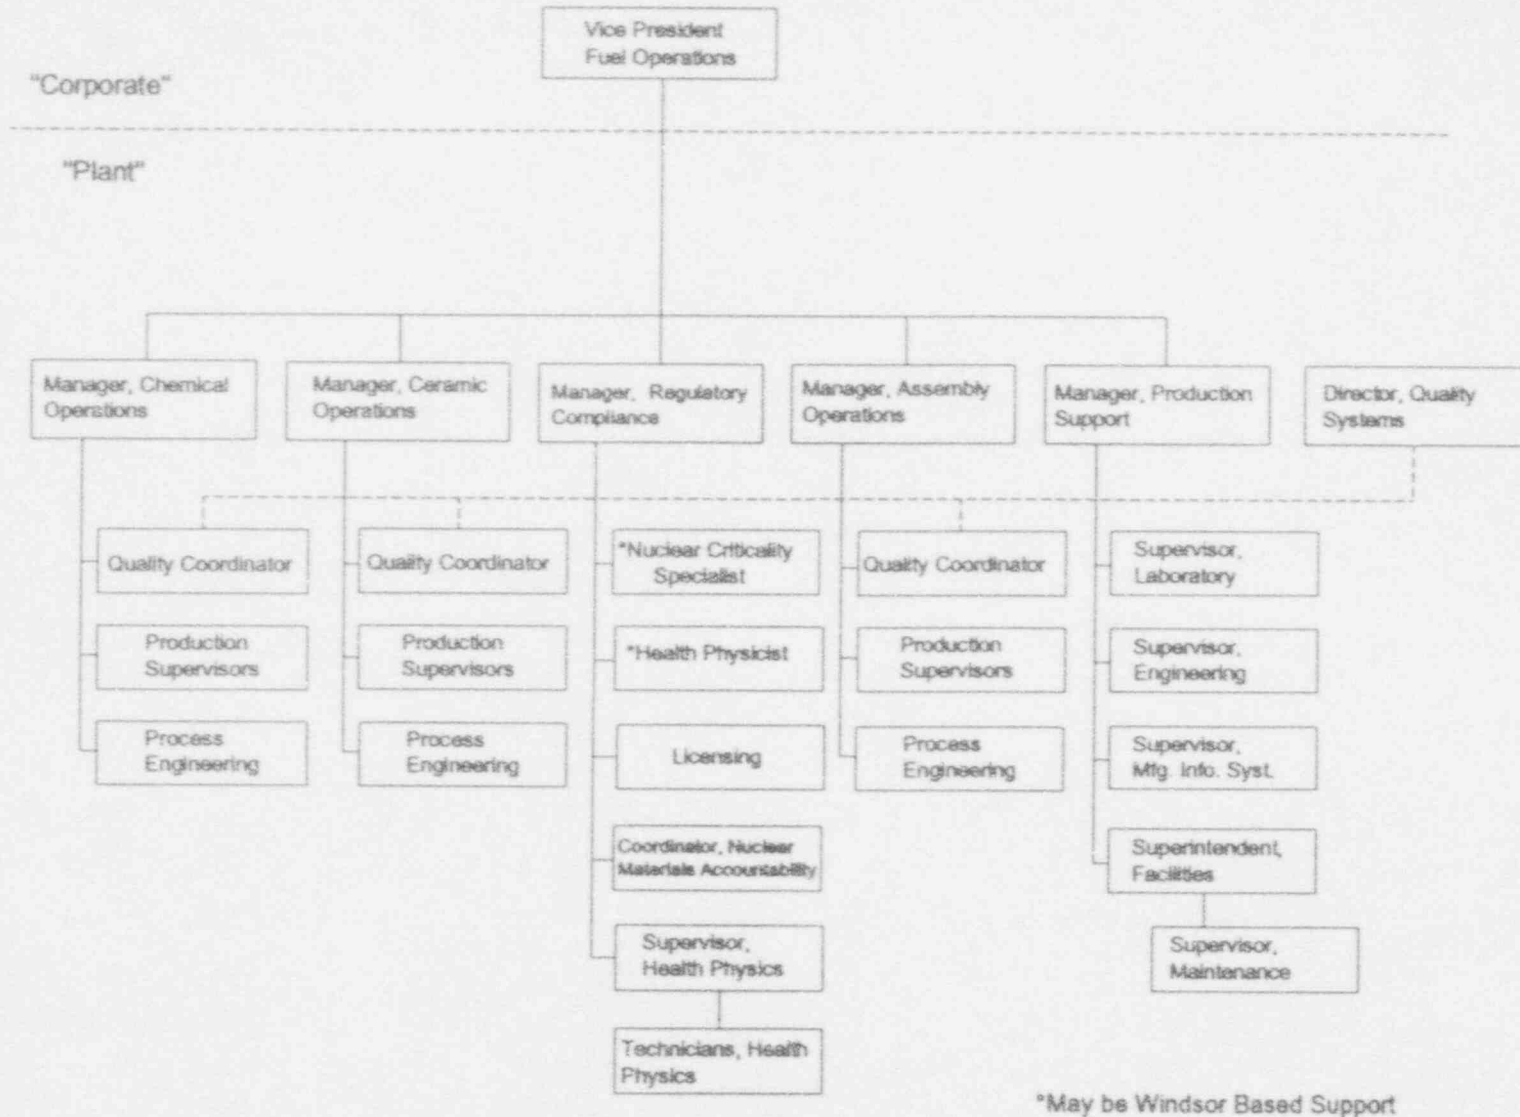 Vice President
Fuel Operations
"Corporate"
"Plant"
Manager, Chemical
Operations
Manager, Ceramic
Operations
Manager, Regulatory
Compliance
Manager, Assembly
Operations
Manager, Production
Support
Director, Quality
Systems
Quality Coordinator
Production
Supervisors
Process
Engineering
Quality Coordinator
Production
Supervisors
Process
Engineering
*Nuclear Criticality
Specialist
*Health Physicist
Licensing
Coordinator, Nuclear
Materials Accountability
Supervisor,
Health Physics
Technicians, Health
Physics
Quality Coordinator
Production
Supervisors
Process
Engineering
Supervisor,
Laboratory
Supervisor,
Engineering
Supervisor,
Mfg. Info. Syst.
Superintendent,
Facilities
Supervisor,
Maintenance
*May be Windsor Based Support